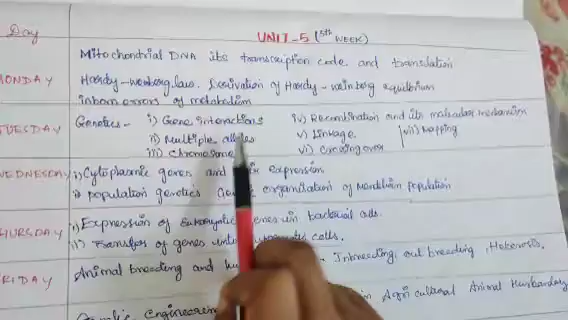 Day UNIT-5 (5th WEEK)
Mitochondrial DNA its transcription code and translation
MONDAY Hardy-weinberg law. Derivation of Hardy-weinberg equilibrium
inborn errors of metabolism
TUESDAY Genetics- i) Gene interactions iv) Recombination and its molecular mechanism
ii) Multiple alleles v) Linkage vii) Mapping
iii) Chromosome vi) Crossing over
WEDNESDAY i) Cytoplasmic genes and expression
ii) population genetics organisation of Mendelian population
THURSDAY i) Expression of Eukaryotic genes in bacterial cells.
ii) Transfer of genes into cells.
FRIDAY Animal breeding and Inbreeding, out breeding, Heterosis,
Engineering in Agricultural Animal Husbandry